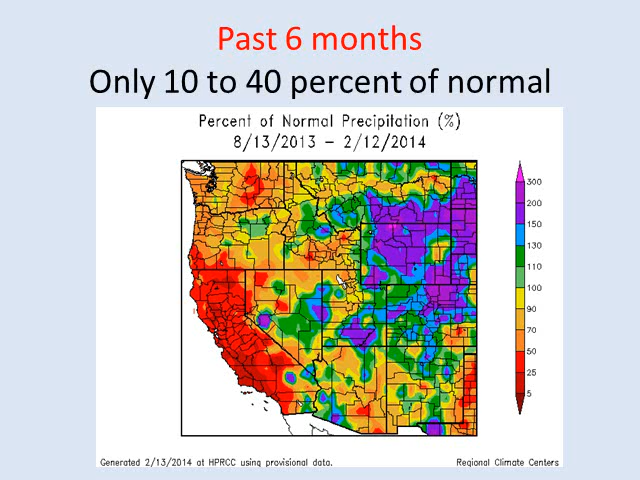 Past 6 months
Only 10 to 40 percent of normal
Percent of Normal Precipitation (%)
8/13/2013 – 2/12/2014
300
200
150
130
110
100
90
70
50
25
5
Generated 2/13/2014 at HPRCC using provisional data.
Regional Climate Centers